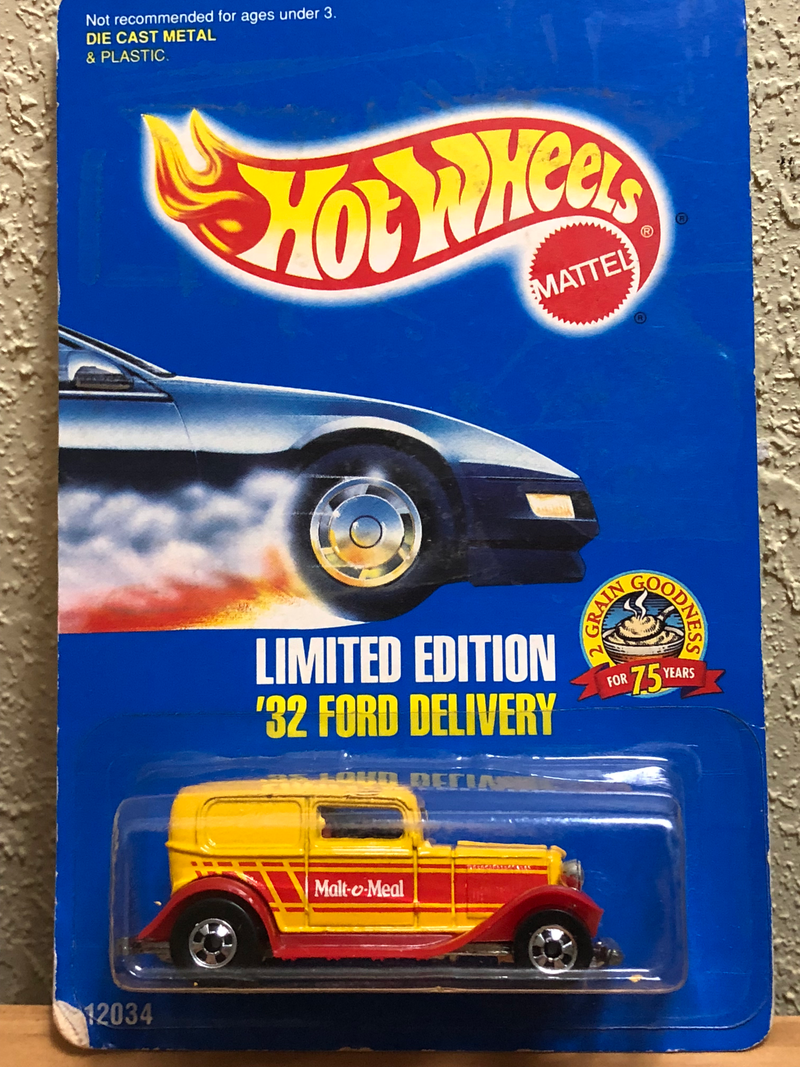 Not recommended for ages under 3.
DIE CAST METAL
& PLASTIC.
HOT WHEELS
®
®
MATTEL
®
LIMITED EDITION
'32 FORD DELIVERY
2 GRAIN GOODNESS
FOR 75 YEARS
Malt-o-Meal
12034